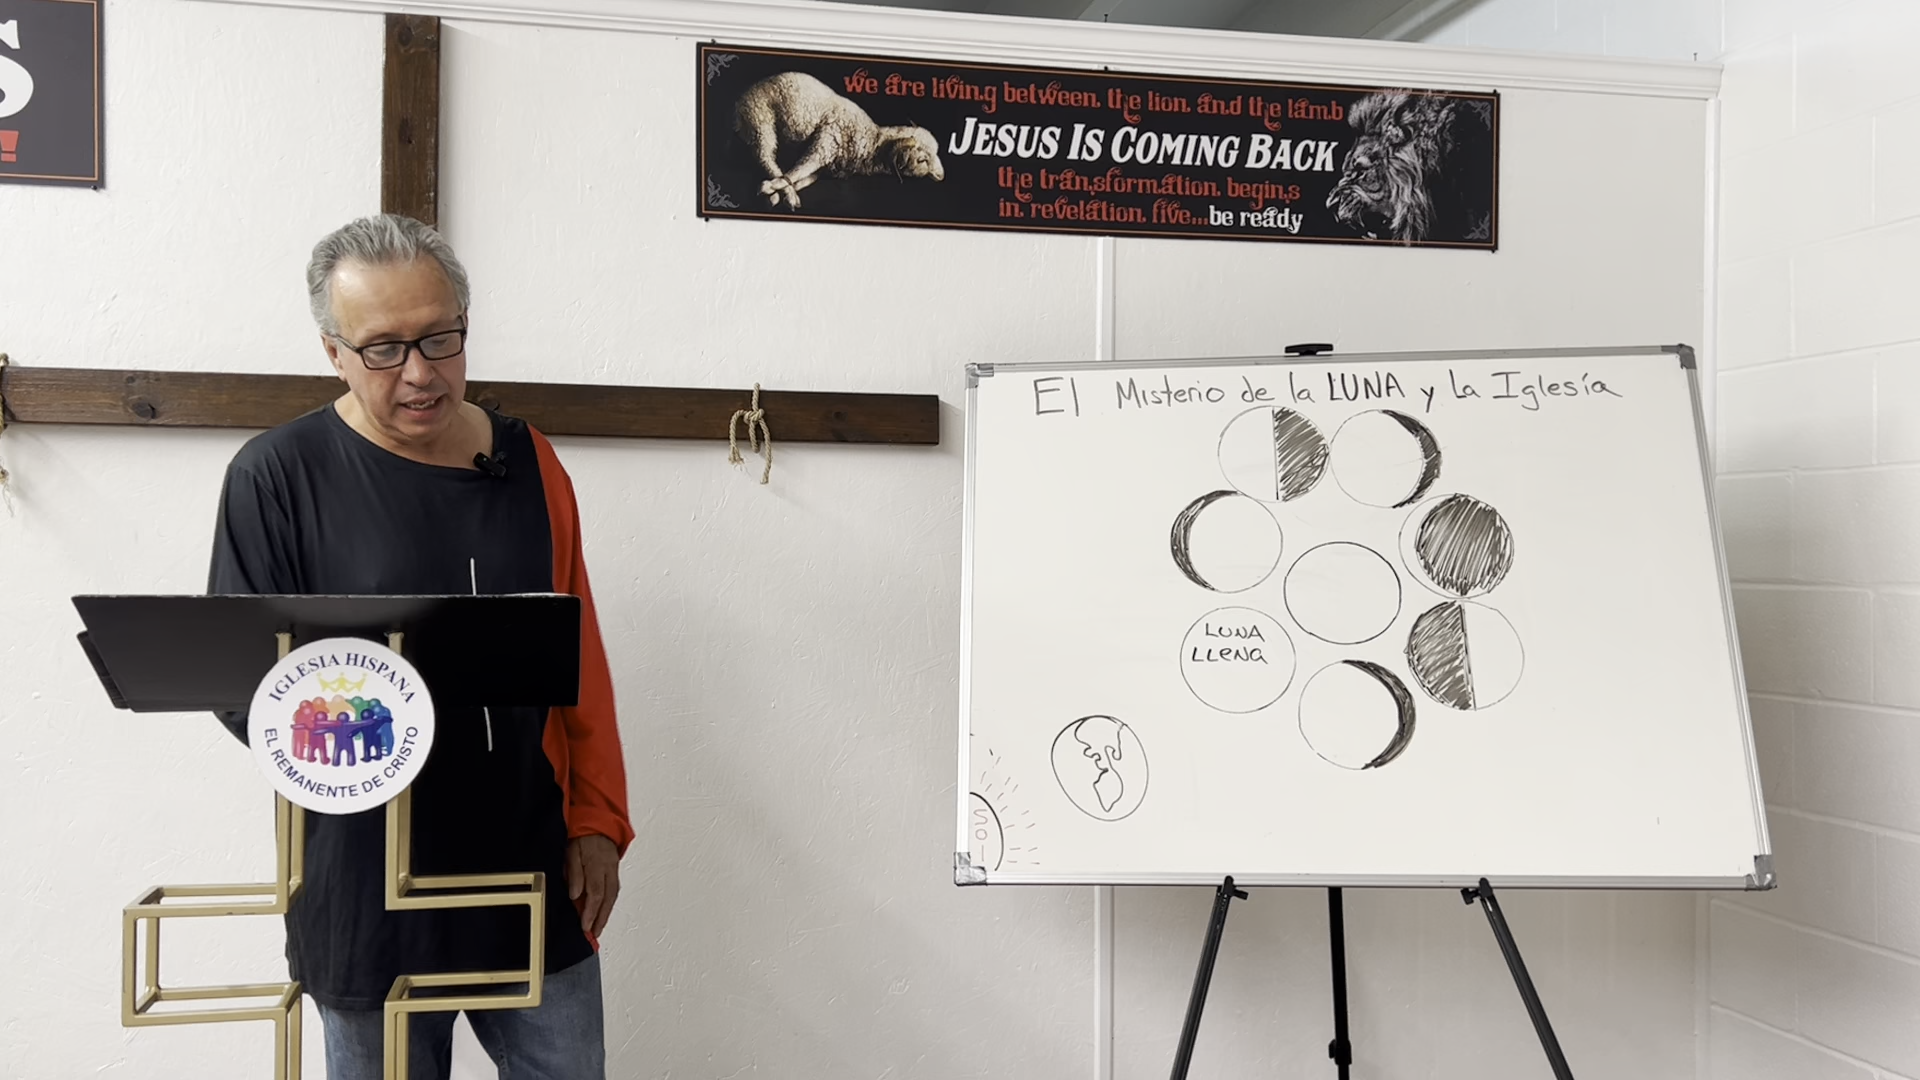 S
!
we are living between the lion and the lamb
JESUS IS COMING BACK
the transformation begins
in revelation five...be ready
El Misterio de la LUNA y La Iglesía
LUNA
LLENa
Sol
IGLESIA HISPANA
EL REMANENTE DE CRISTO